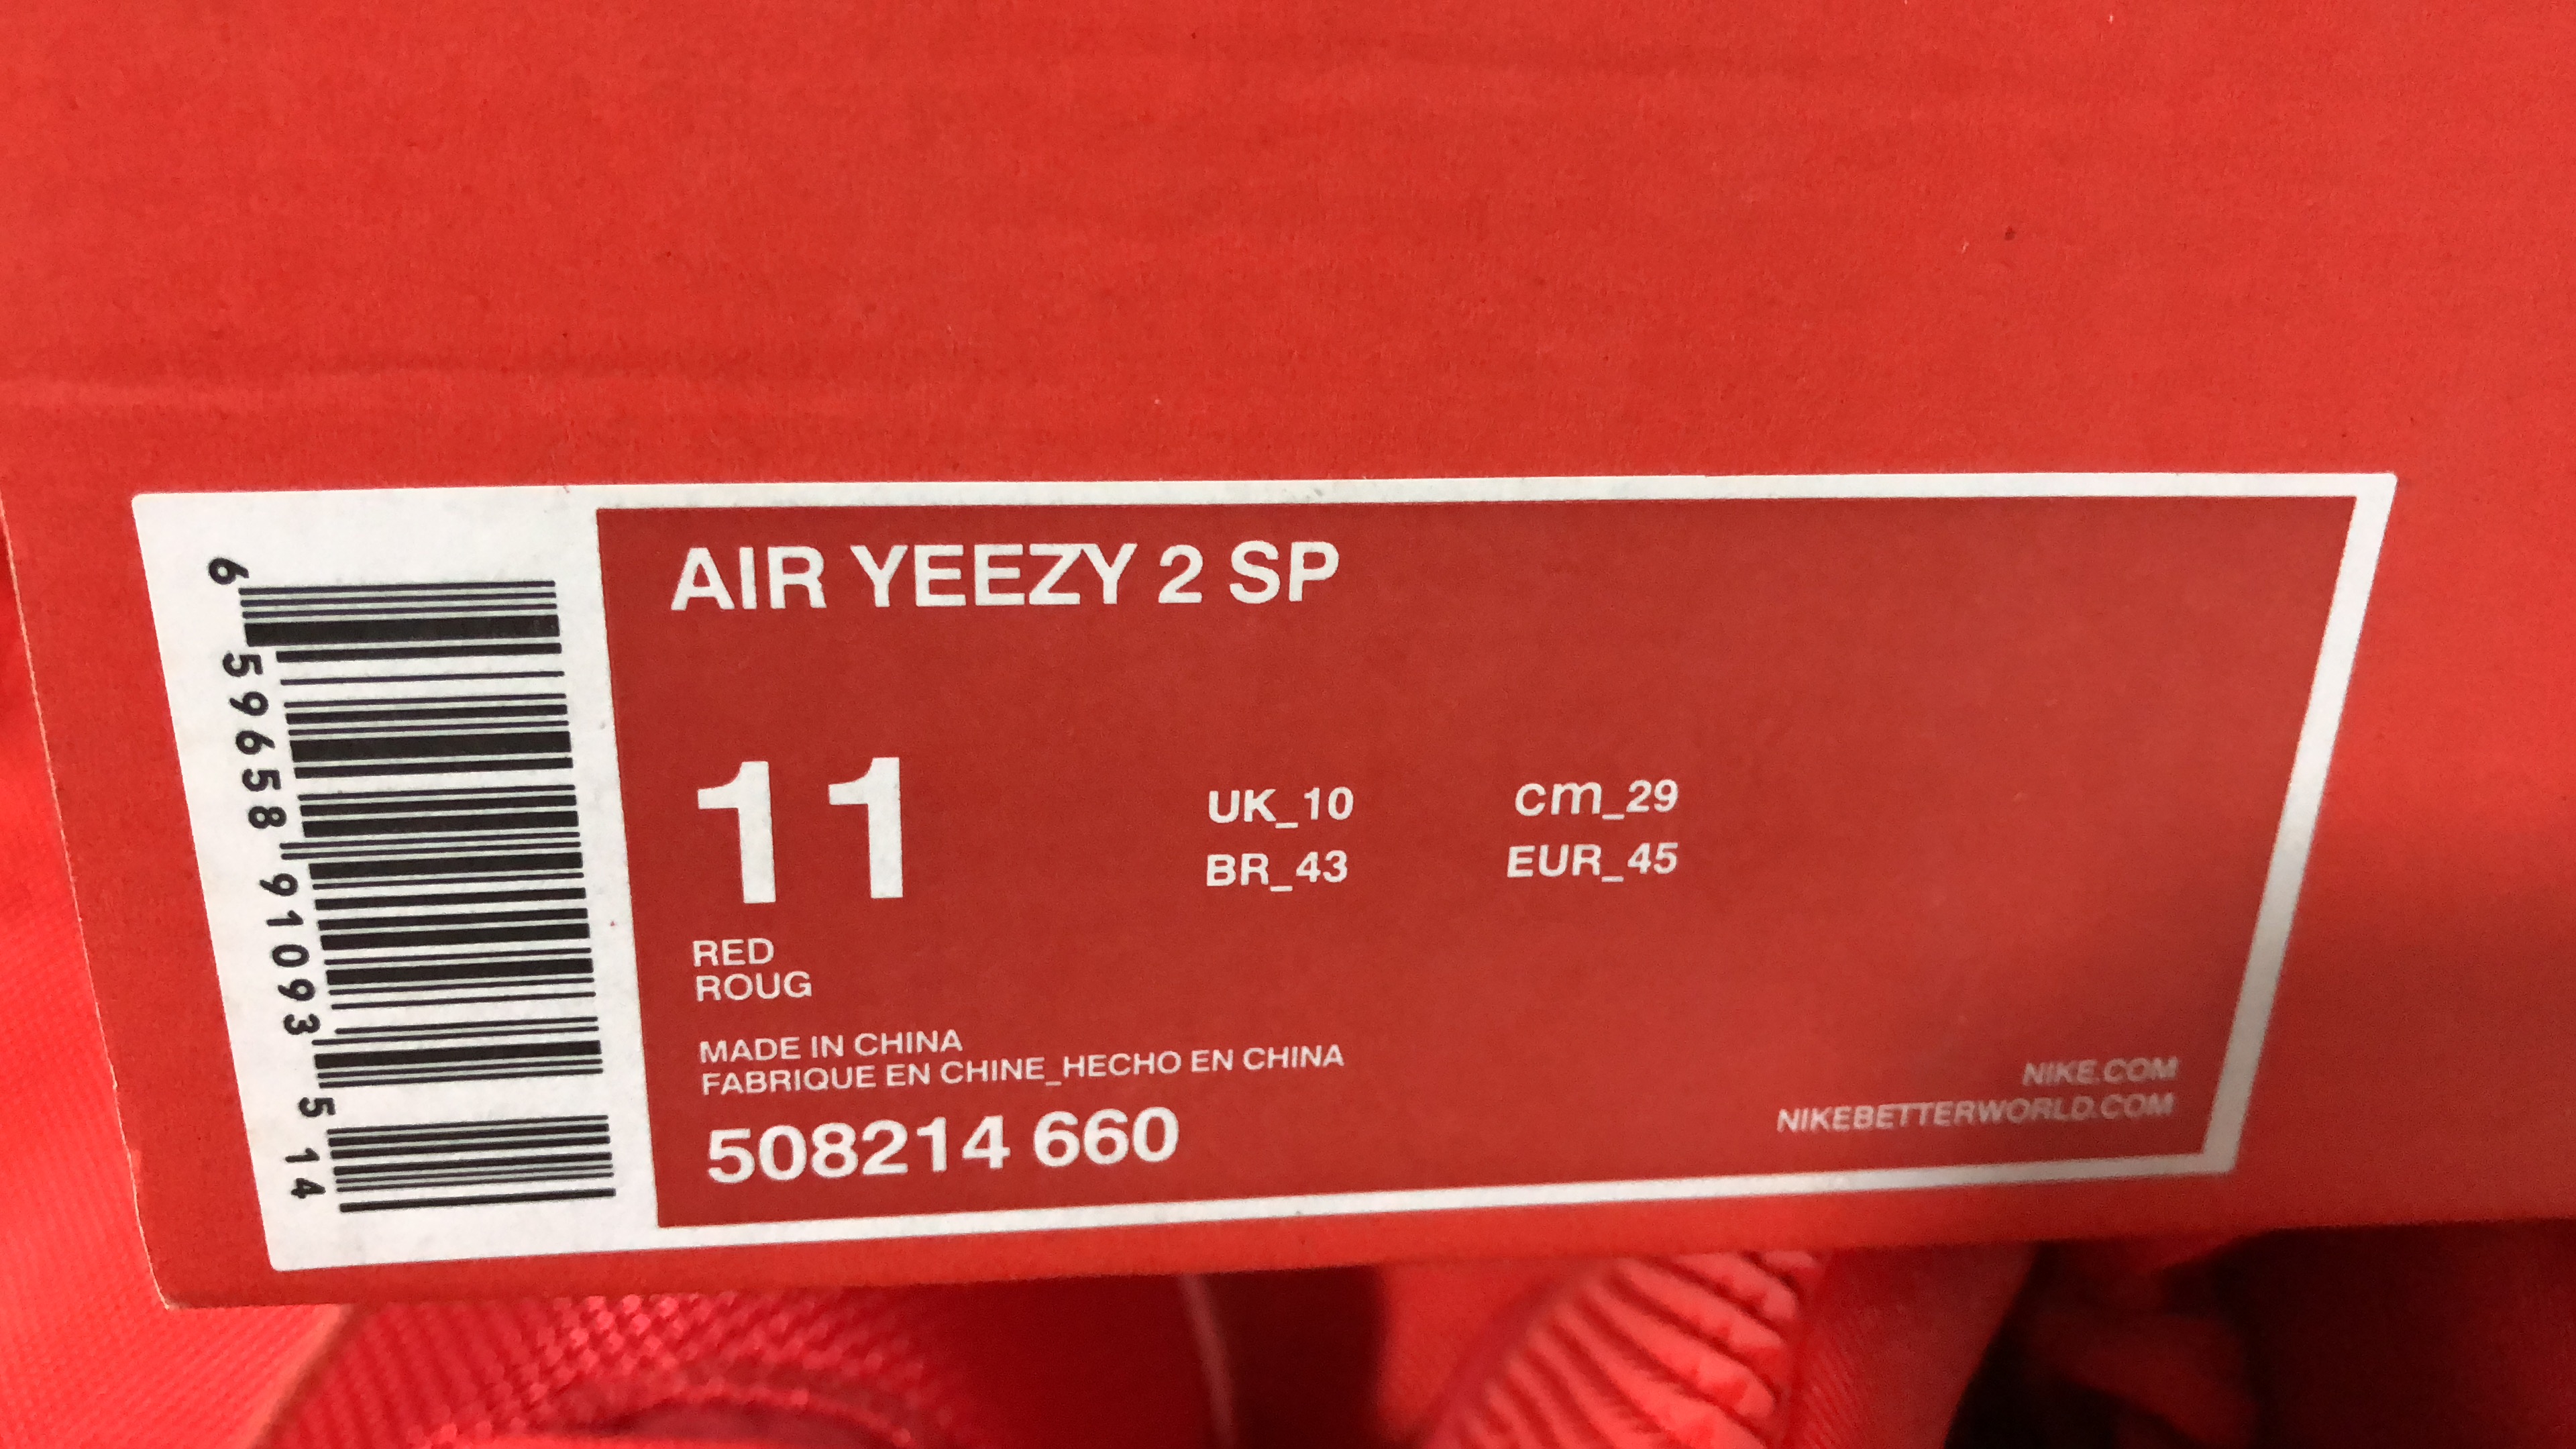 AIR YEEZY 2 SP
11
UK_10
cm_29
BR_43
EUR_45
RED
ROUG
MADE IN CHINA
FABRIQUE EN CHINE_HECHO EN CHINA
508214 660
NIKE.COM
NIKEBETTERWORLD.COM
6 59658 91093 5 14